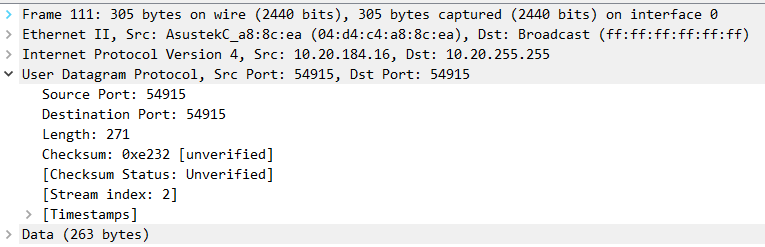 Frame 111: 305 bytes on wire (2440 bits), 305 bytes captured (2440 bits) on interface 0
Ethernet II, Src: AsustekC_a8:8c:ea (04:d4:c4:a8:8c:ea), Dst: Broadcast (ff:ff:ff:ff:ff:ff)
Internet Protocol Version 4, Src: 10.20.184.16, Dst: 10.20.255.255
User Datagram Protocol, Src Port: 54915, Dst Port: 54915
Source Port: 54915
Destination Port: 54915
Length: 271
Checksum: 0xe232 [unverified]
[Checksum Status: Unverified]
[Stream index: 2]
[Timestamps]
Data (263 bytes)